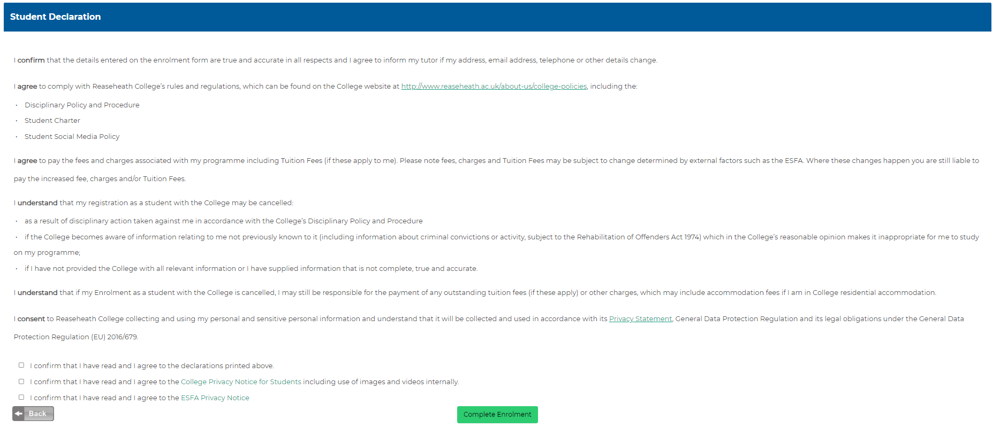 Student Declaration
I confirm that the details entered on the enrolment form are true and accurate in all respects and I agree to inform my tutor if my address, email address, telephone or other details change.
I agree to comply with Reaseheath College's rules and regulations, which can be found on the College website at http://www.reaseheath.ac.uk/about-us/college-policies, including the:
· Disciplinary Policy and Procedure
· Student Charter
· Student Social Media Policy
I agree to pay the fees and charges associated with my programme including Tuition Fees (if these apply to me). Please note fees, charges and Tuition Fees may be subject to change determined by external factors such as the ESFA. Where these changes happen you are still liable to
pay the increased fee, charges and/or Tuition Fees.
I understand that my registration as a student with the College may be cancelled:
· as a result of disciplinary action taken against me in accordance with the College's Disciplinary Policy and Procedure
· if the College becomes aware of information relating to me not previously known to it (including information about criminal convictions or activity, subject to the Rehabilitation of Offenders Act 1974) which in the College's reasonable opinion makes it inappropriate for me to study
on my programme;
· if I have not provided the College with all relevant information or I have supplied information that is not complete, true and accurate.
I understand that if my Enrolment as a student with the College is cancelled, I may still be responsible for the payment of any outstanding tuition fees (if these apply) or other charges, which may include accommodation fees if I am in College residential accommodation.
I consent to Reaseheath College collecting and using my personal and sensitive personal information and understand that it will be collected and used in accordance with its Privacy Statement, General Data Protection Regulation and its legal obligations under the General Data
Protection Regulation (EU) 2016/679.
I confirm that I have read and I agree to the declarations printed above.
I confirm that I have read and I agree to the College Privacy Notice for Students including use of images and videos internally.
I confirm that I have read and I agree to the ESFA Privacy Notice
Back
Complete Enrolment